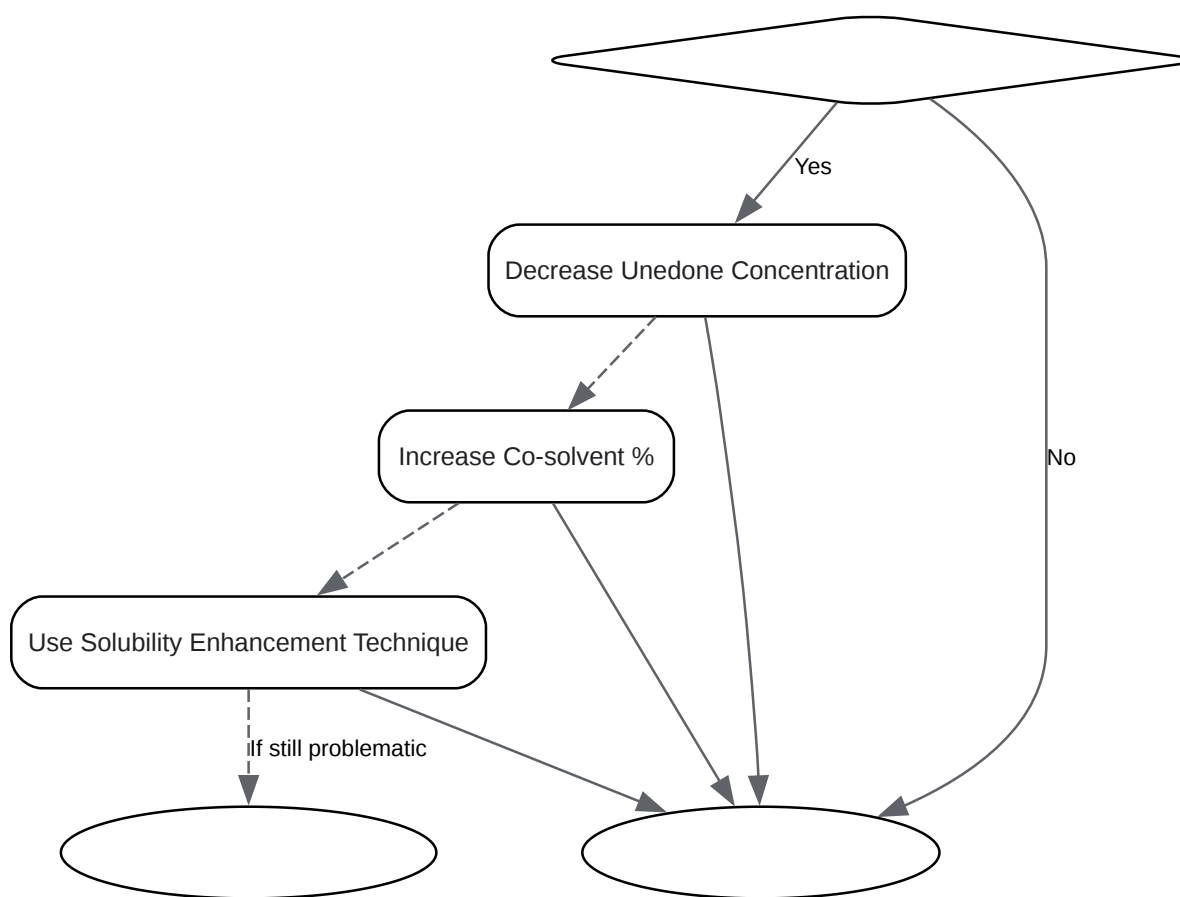 Yes
Decrease Unedone Concentration
Increase Co-solvent %
No
Use Solubility Enhancement Technique
If still problematic